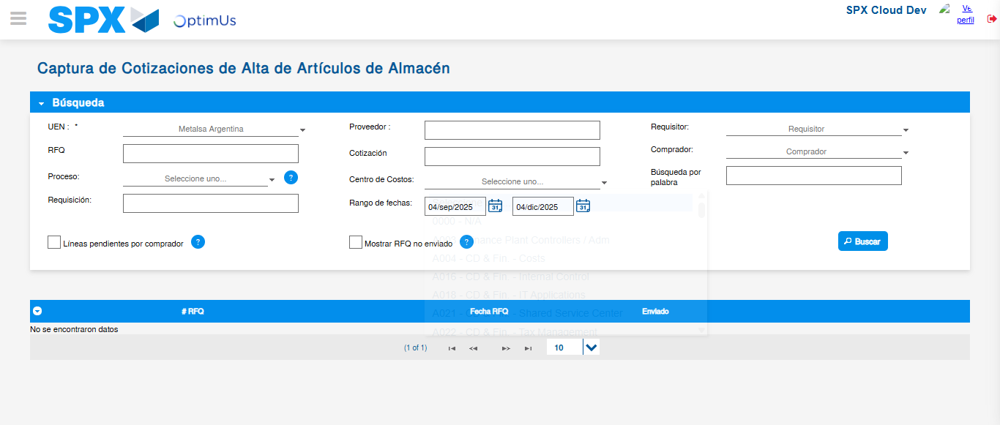 SPX OptimUs
SPX Cloud Dev
Ve
perfil
Captura de Cotizaciones de Alta de Artículos de Almacén
Búsqueda
UEN : * Metalsa Argentina
Proveedor :
Requisitor: Requisitor
RFQ
Cotización
Comprador: Comprador
Proceso: Seleccione uno... ?
Centro de Costos: Seleccione uno...
Búsqueda por
palabra
Requisición:
Rango de fechas: 04/sep/2025 31 04/dic/2025 31
0000 - N/A
Líneas pendientes por comprador ?
Mostrar RFQ no enviado ?
Plant Controllers / Adm
Buscar
A004 - CD & Fin. - Costs
A016 - CD & Fin. - Internal Control
A018 - CD & Fin. - IT Applications
# RFQ Fecha RFQ Enviado
A021 - Shared Service Center
No se encontraron datos
A022 - CD & Fin. - Tax Management
(1 of 1) 10